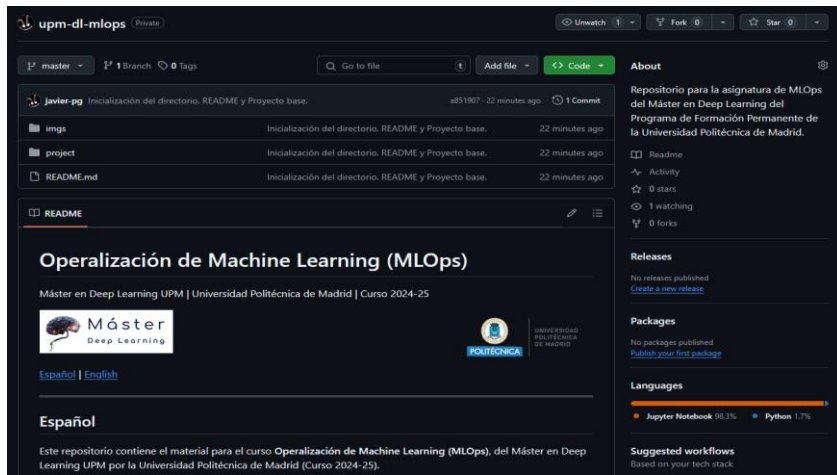 upm-dl-mlops Private
Unwatch 1
Fork 0
Star 0
master
1 Branch
0 Tags
Go to file
t
Add file
Code
javier-pg Inicialización del directorio. README y Proyecto base.
a851907 · 22 minutes ago
1 Commit
imgs Inicialización del directorio. README y Proyecto base. 22 minutes ago
project Inicialización del directorio. README y Proyecto base. 22 minutes ago
README.md Inicialización del directorio. README y Proyecto base. 22 minutes ago
README
Operalización de Machine Learning (MLOps)
Máster en Deep Learning UPM | Universidad Politécnica de Madrid | Curso 2024-25
Máster
Deep Learning
POLITÉCNICA
UNIVERSIDAD
POLITÉCNICA
DE MADRID
Español | English
Español
Este repositorio contiene el material para el curso Operalización de Machine Learning (MLOps), del Máster en Deep
Learning UPM por la Universidad Politécnica de Madrid (Curso 2024-25).
About
Repositorio para la asignatura de MLOps
del Máster en Deep Learning del
Programa de Formación Permanente de
la Universidad Politécnica de Madrid.
Readme
Activity
0 stars
1 watching
0 forks
Releases
No releases published
Create a new release
Packages
No packages published
Publish your first package
Languages
Jupyter Notebook 98.3%
Python 1.7%
Suggested workflows
Based on your tech stack